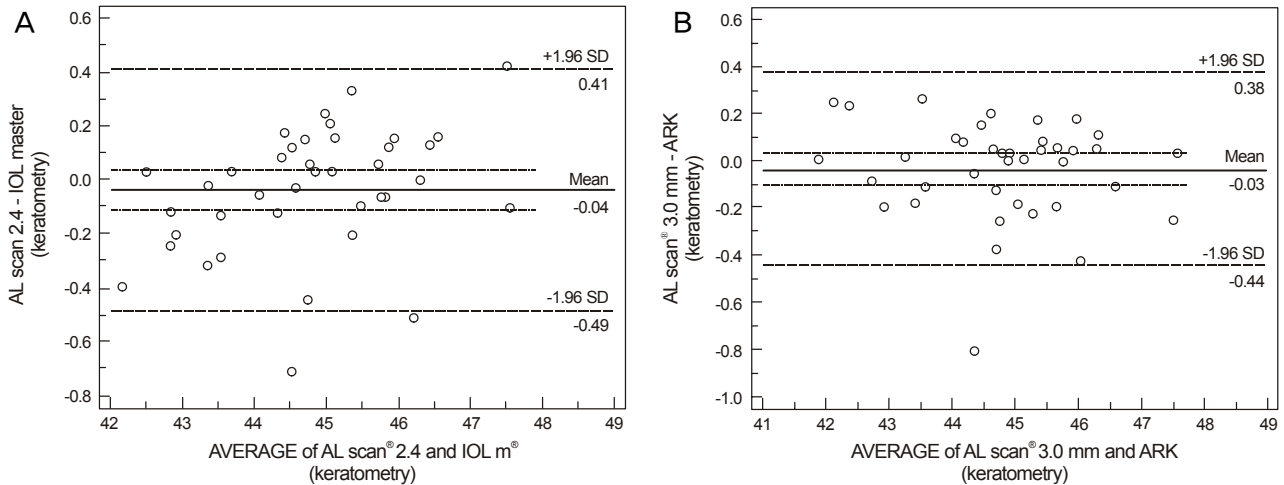 A
0.6
0.4
0.2
0.0
-0.2
-0.4
-0.6
-0.8
AL scan 2.4 - IOL master
(keratometry)
+1.96 SD
0.41
Mean
-0.04
-1.96 SD
-0.49
42 43 44 45 46 47 48 49
AVERAGE of AL scan® 2.4 and IOL m®
(keratometry)
B
0.6
0.4
0.2
0.0
-0.2
-0.4
-0.6
-0.8
-1.0
AL scan® 3.0 mm - ARK
(keratometry)
+1.96 SD
0.38
Mean
-0.03
-1.96 SD
-0.44
41 42 43 44 45 46 47 48 49
AVERAGE of AL scan® 3.0 mm and ARK
(keratometry)